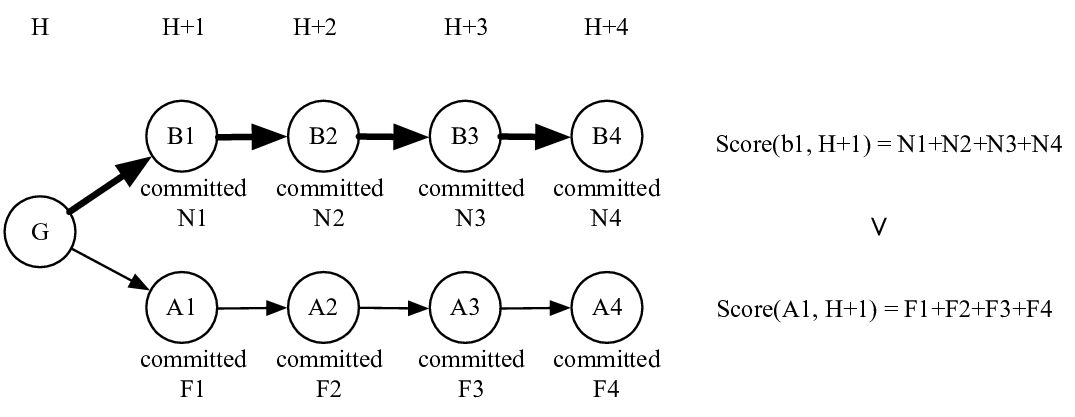 H H+1 H+2 H+3 H+4
B1 B2 B3 B4
Score(b1, H+1) = N1+N2+N3+N4
committed committed committed committed
N1 N2 N3 N4
G
∨
A1 A2 A3 A4
Score(A1, H+1) = F1+F2+F3+F4
committed committed committed committed
F1 F2 F3 F4